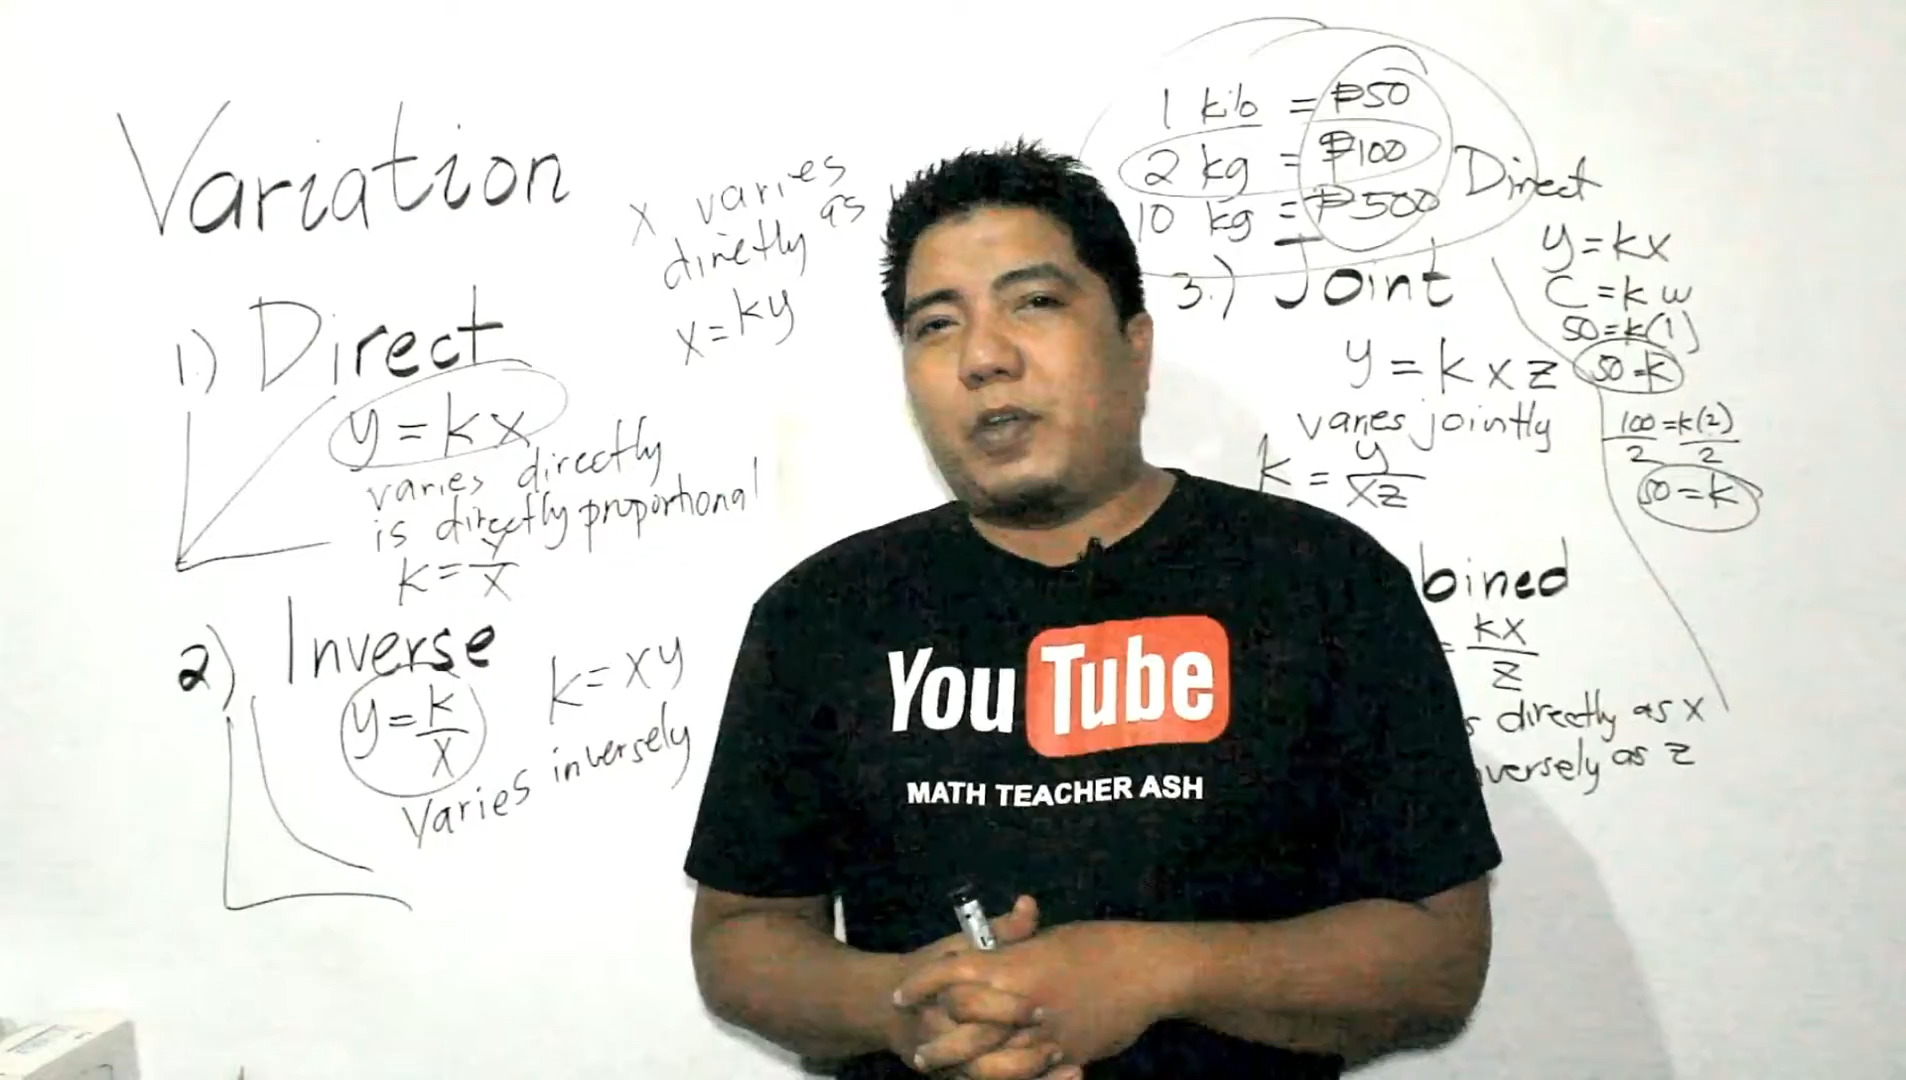 Variation
x varies
directly as
x = ky
1.) Direct
y = kx
varies directly
is directly proportional
k = y/x
2) Inverse
y = k/x
k = xy
Varies inversely
1 kilo = ₱50
2 kg = ₱100
10 kg = ₱500
Direct
3.) Joint
y = kxz
varies jointly
k = y/xz
y = kx
C = kw
50 = k(1)
50 = k
100 = k(2)
2 2
50 = k
bined
= kx/z
s directly as x
versely as z
YouTube
MATH TEACHER ASH